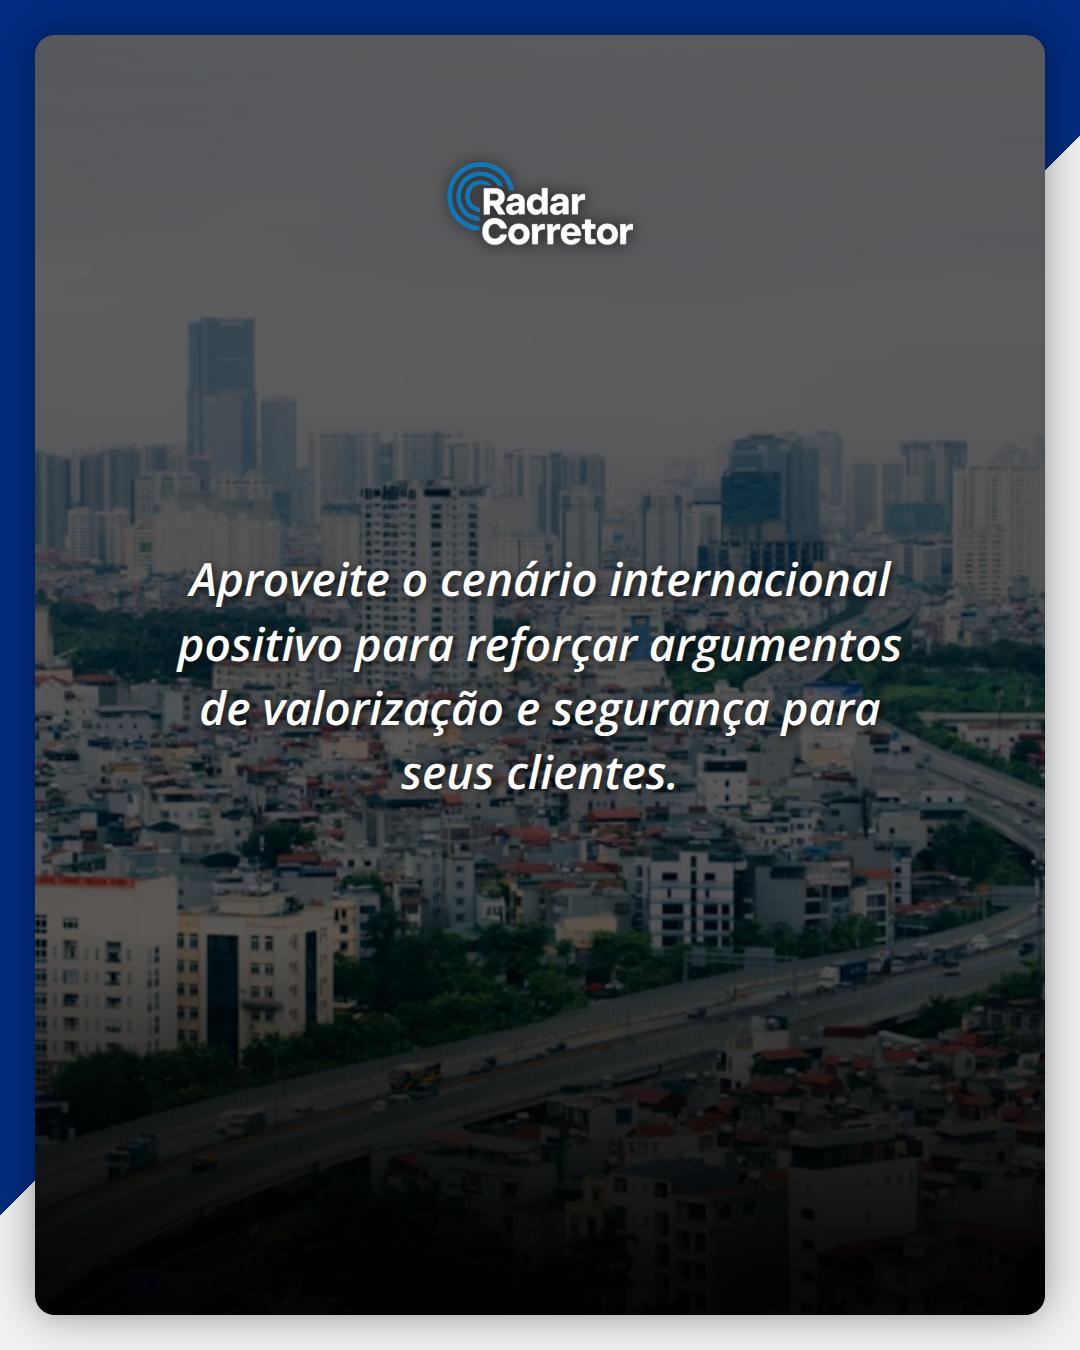 Radar
Corretor
Aproveite o cenário internacional
positivo para reforçar argumentos
de valorização e segurança para
seus clientes.